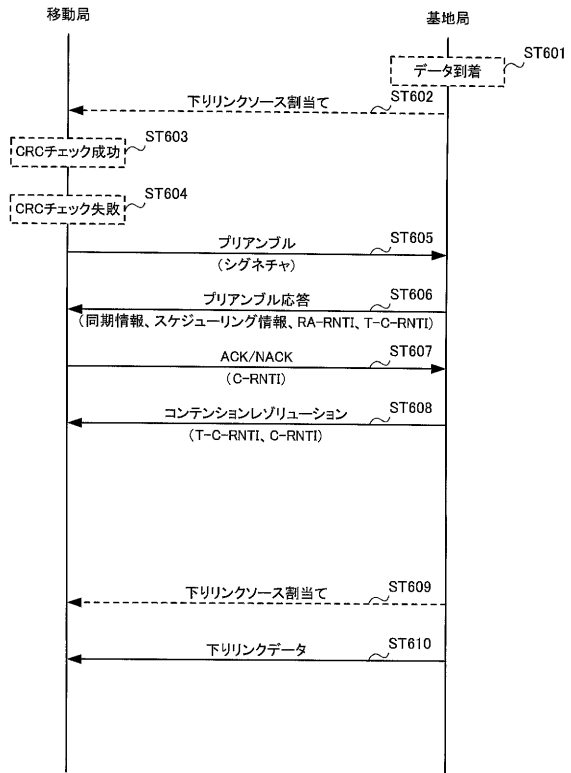 移動局
基地局
ST601
データ到着
下りリンクソース割当て
ST602
ST603
CRCチェック成功
ST604
CRCチェック失敗
プリアンブル
ST605
(シグネチャ)
プリアンブル応答
ST606
(同期情報、スケジューリング情報、RA-RNTI、T-C-RNTI)
ACK/NACK
ST607
(C-RNTI)
コンテンションレゾリューション
ST608
(T-C-RNTI、C-RNTI)
下りリンクソース割当て
ST609
下りリンクデータ
ST610